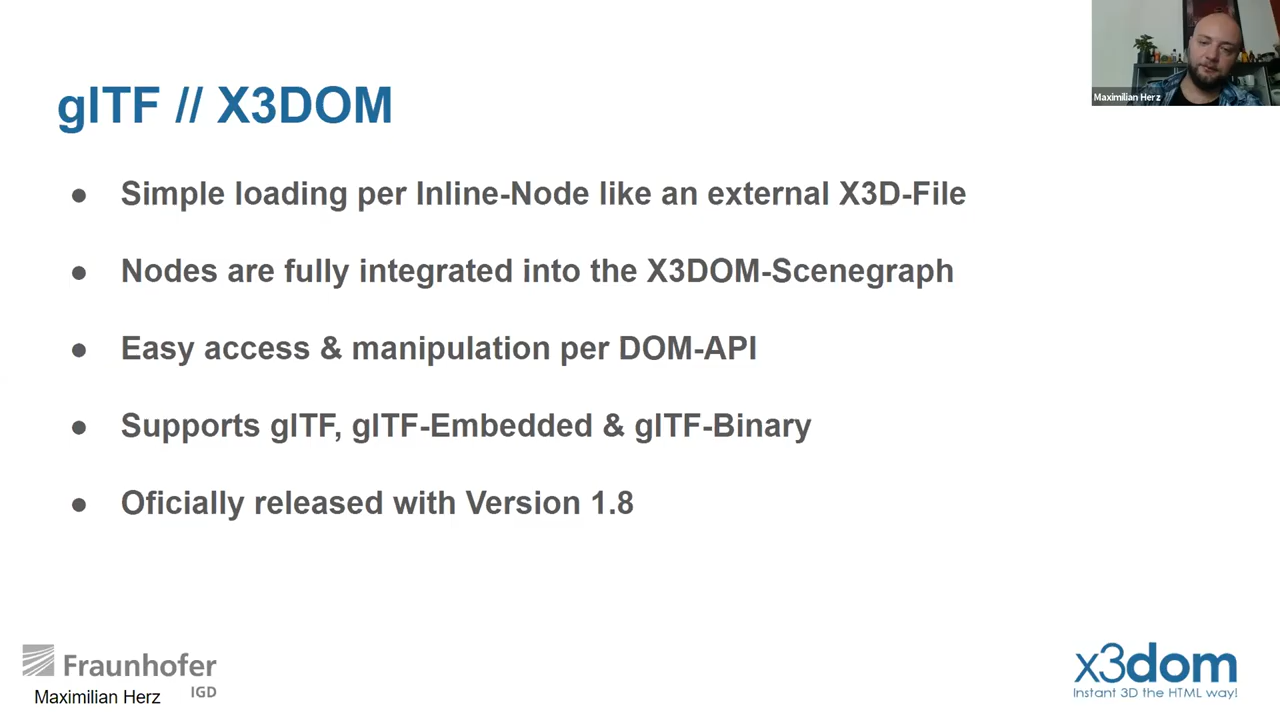 Maximilian Herz
glTF // X3DOM
● Simple loading per Inline-Node like an external X3D-File
● Nodes are fully integrated into the X3DOM-Scenegraph
● Easy access & manipulation per DOM-API
● Supports glTF, glTF-Embedded & glTF-Binary
● Oficially released with Version 1.8
Fraunhofer
IGD
Maximilian Herz
x3dom
Instant 3D the HTML way!